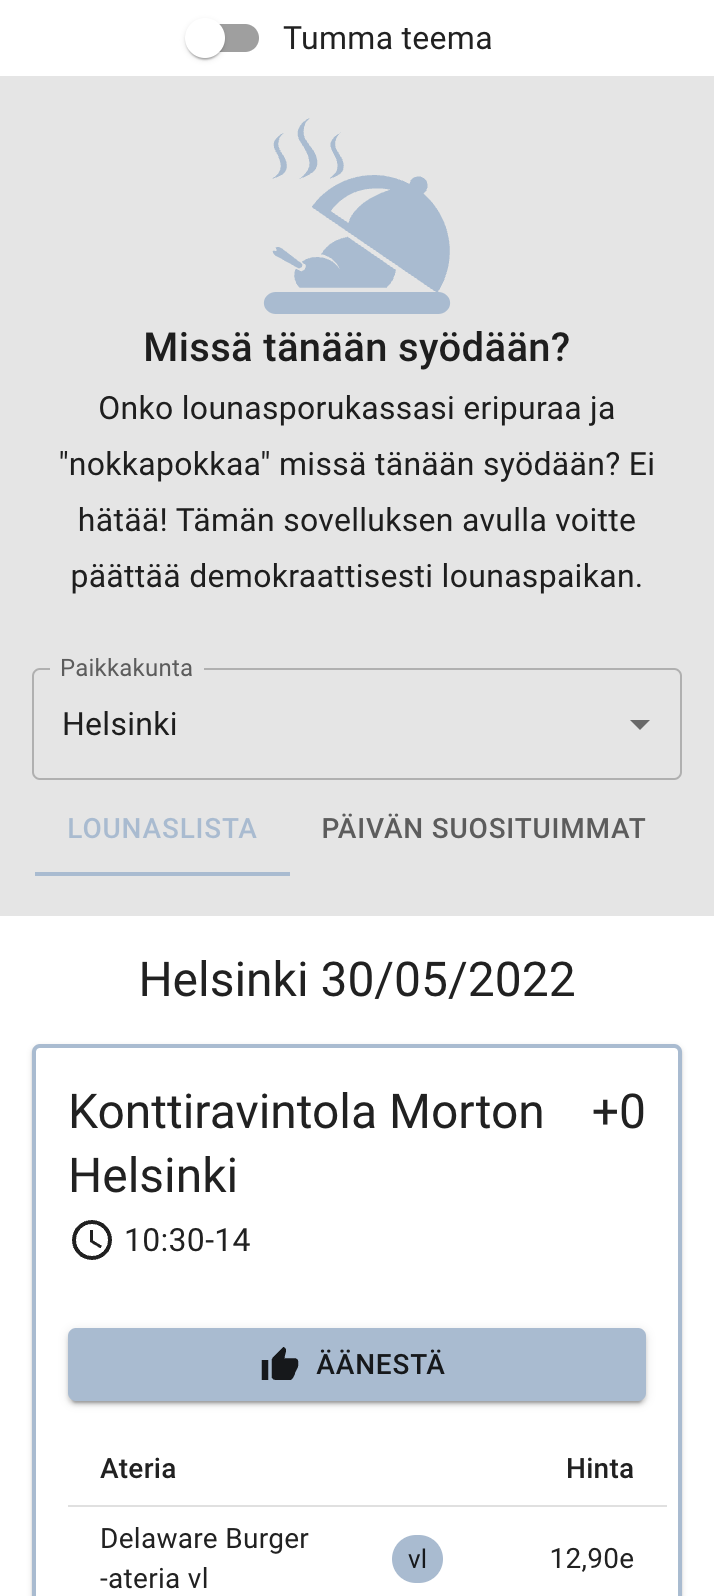 Tumma teema
Missä tänään syödään?
Onko lounasporukassasi eripuraa ja
"nokkapokkaa" missä tänään syödään? Ei
hätää! Tämän sovelluksen avulla voitte
päättää demokraattisesti lounaspaikan.
Paikkakunta
Helsinki
LOUNASLISTA PÄIVÄN SUOSITUIMMAT
Helsinki 30/05/2022
Konttiravintola Morton +0
Helsinki
10:30-14
ÄÄNESTÄ
Ateria Hinta
Delaware Burger
-ateria vl vl 12,90e